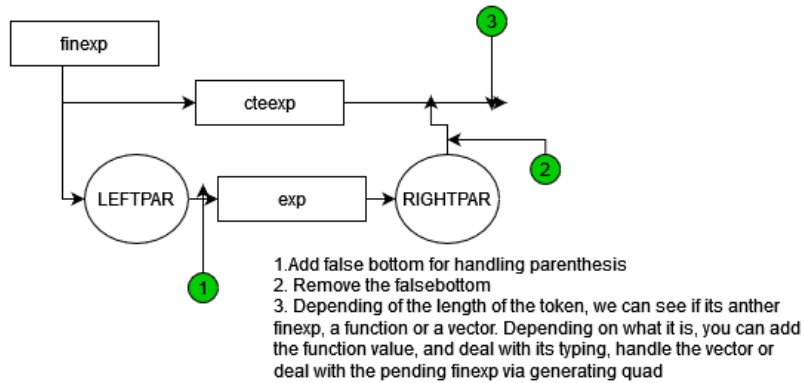 3
finexp
cteexp
2
LEFTPAR
exp
RIGHTPAR
1
1.Add false bottom for handling parenthesis
2. Remove the falsebottom
3. Depending of the length of the token, we can see if its anther
finexp, a function or a vector. Depending on what it is, you can add
the function value, and deal with its typing, handle the vector or
deal with the pending finexp via generating quad